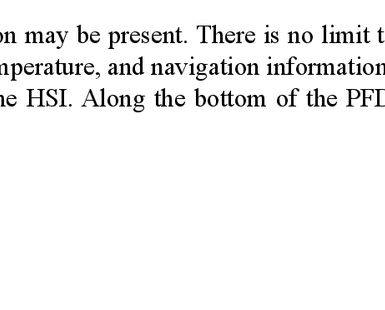 on may be present. There is no limit t
mperature, and navigation information
he HSI. Along the bottom of the PFD